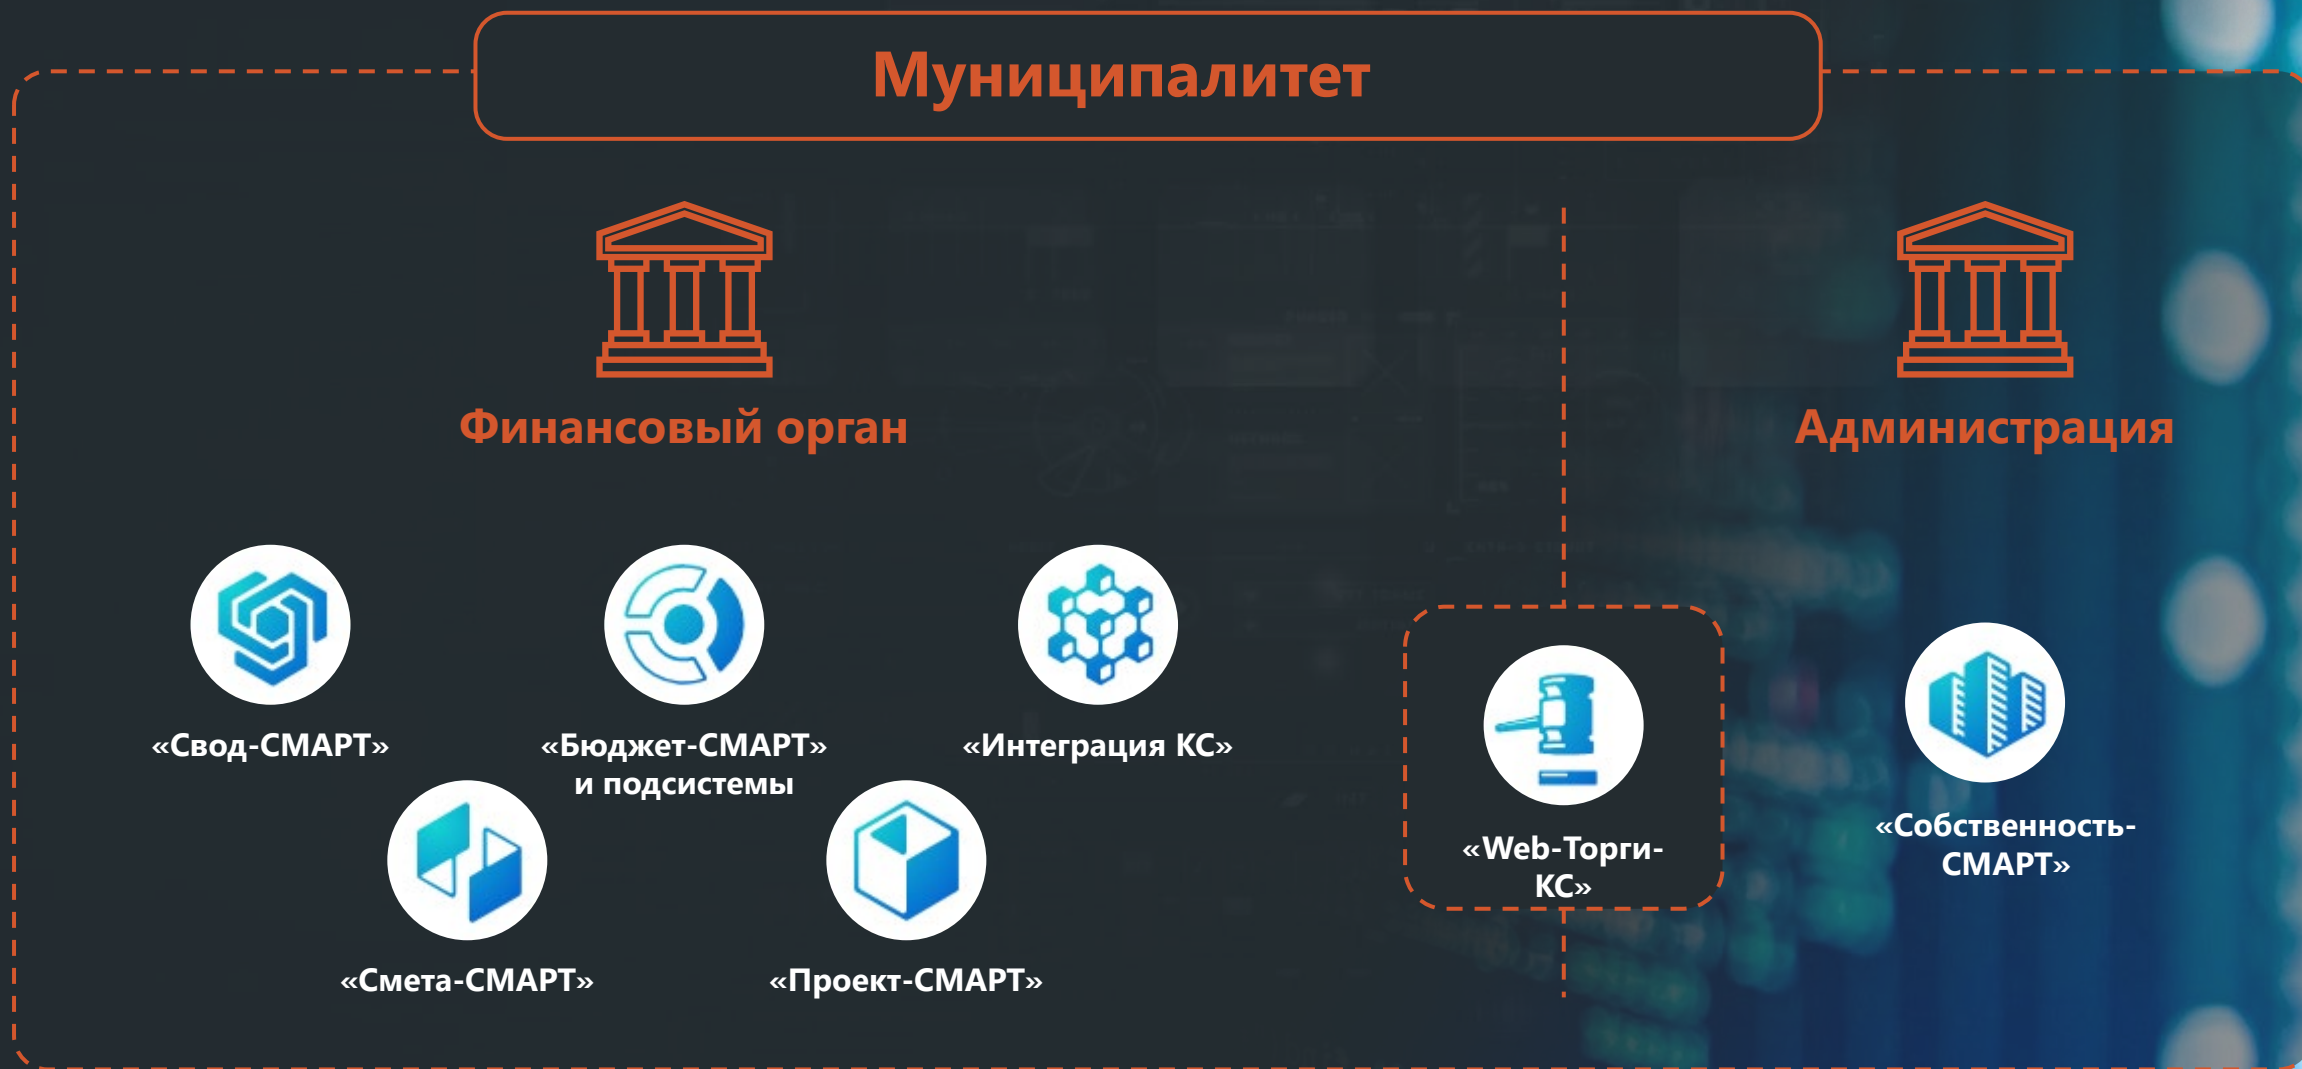 Муниципалитет
Финансовый орган
Администрация
«Свод-СМАРТ»
«Бюджет-СМАРТ»
и подсистемы
«Интеграция КС»
«Смета-СМАРТ»
«Проект-СМАРТ»
«Web-Торги-
КС»
«Собственность-
СМАРТ»